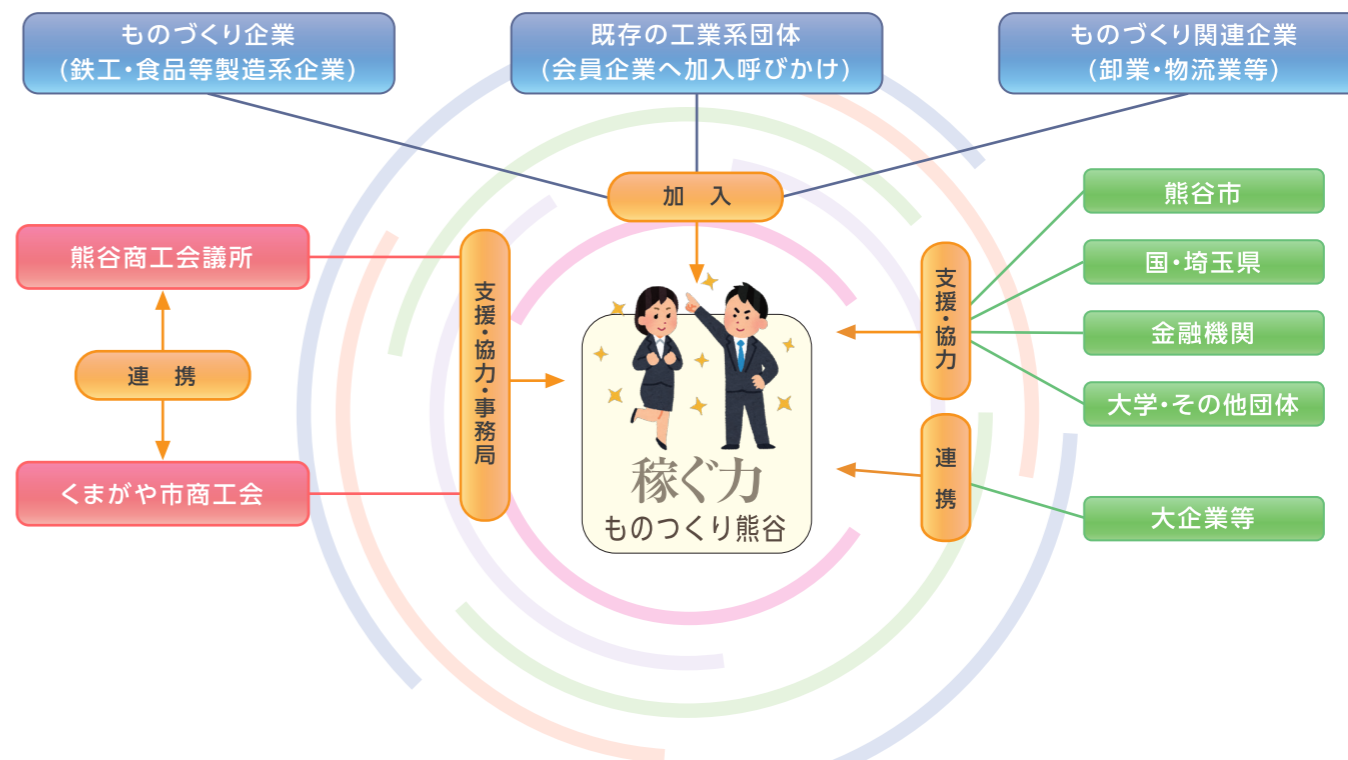 ものづくり企業
(鉄工・食品等製造系企業)
既存の工業系団体
(会員企業へ加入呼びかけ)
ものづくり関連企業
(卸業・物流業等)
加　入
熊谷商工会議所
連　携
くまがや市商工会
支援・協力・事務局
稼ぐ力
ものつくり熊谷
支援・協力
連　携
熊谷市
国・埼玉県
金融機関
大学・その他団体
大企業等